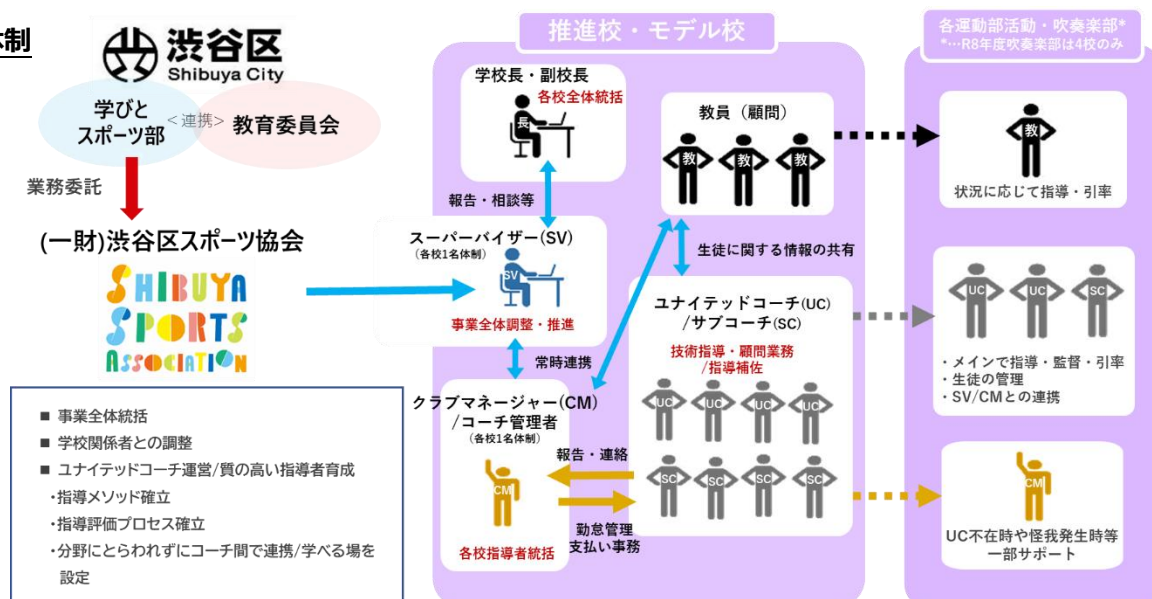 体制
渋谷区
Shibuya City
学びと
スポーツ部
<連携>
教育委員会
業務委託
(一財)渋谷区スポーツ協会
SHIBUYA
SPORTS
ASSOCIATION
■ 事業全体統括
■ 学校関係者との調整
■ ユナイテッドコーチ運営/質の高い指導者育成
・指導メソッド確立
・指導評価プロセス確立
・分野にとらわれずにコーチ間で連携/学べる場を
設定
推進校・モデル校
学校長・副校長
各校全体統括
長
報告・相談等
スーパーバイザー(SV)
(各校1名体制)
SV
事業全体調整・推進
常時連携
クラブマネージャー(CM)
/コーチ管理者
(各校1名体制)
CM
各校指導者統括
報告・連絡
勤怠管理
支払い事務
教員（顧問）
教 教 教
生徒に関する情報の共有
ユナイテッドコーチ(UC)
/サブコーチ(SC)
技術指導・顧問業務
/指導補佐
UC UC UC UC
SC SC SC SC
各運動部活動・吹奏楽部*
*…R8年度吹奏楽部は4校のみ
教
状況に応じて指導・引率
UC UC SC
・メインで指導・監督・引率
・生徒の管理
・SV/CMとの連携
CM
UC不在時や怪我発生時等
一部サポート